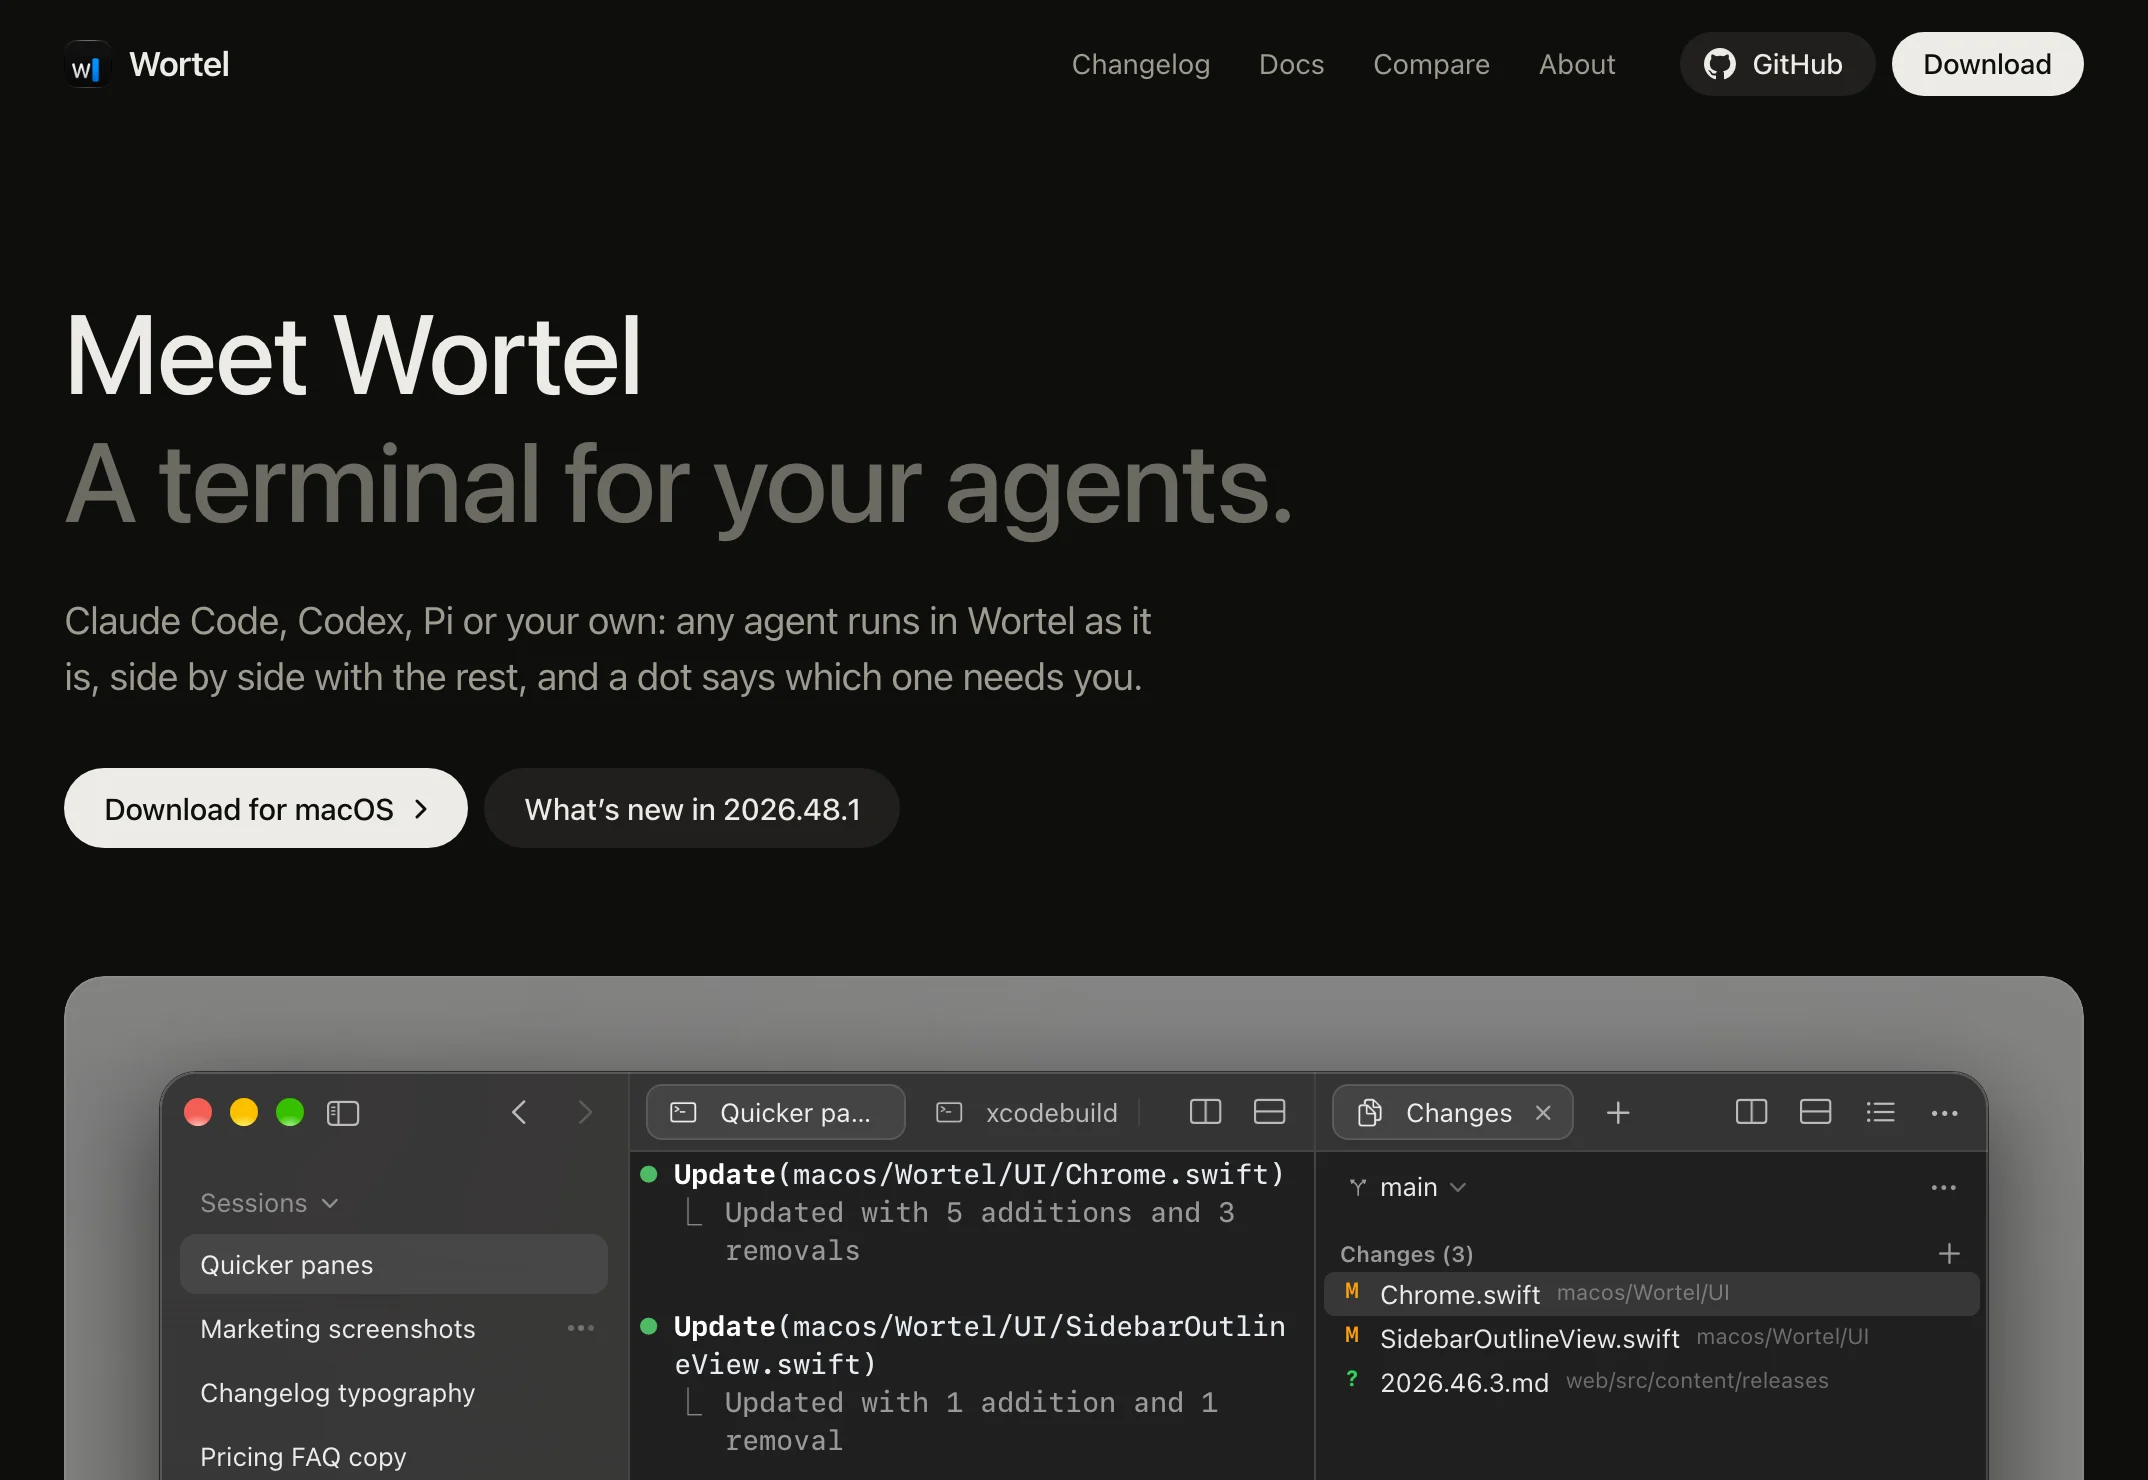 Wortel
Changelog
Docs
Compare
About
GitHub
Download
Meet Wortel
A terminal for your agents.
Claude Code, Codex, Pi or your own: any agent runs in Wortel as it
is, side by side with the rest, and a dot says which one needs you.
Download for macOS
What’s new in 2026.48.1
Sessions
Quicker panes
Marketing screenshots
Changelog typography
Pricing FAQ copy
Quicker pa...
xcodebuild
Update(macos/Wortel/UI/Chrome.swift)
Updated with 5 additions and 3
removals
Update(macos/Wortel/UI/SidebarOutlin
eView.swift)
Updated with 1 addition and 1
removal
Changes
main
Changes (3)
M Chrome.swift macos/Wortel/UI
M SidebarOutlineView.swift macos/Wortel/UI
? 2026.46.3.md web/src/content/releases